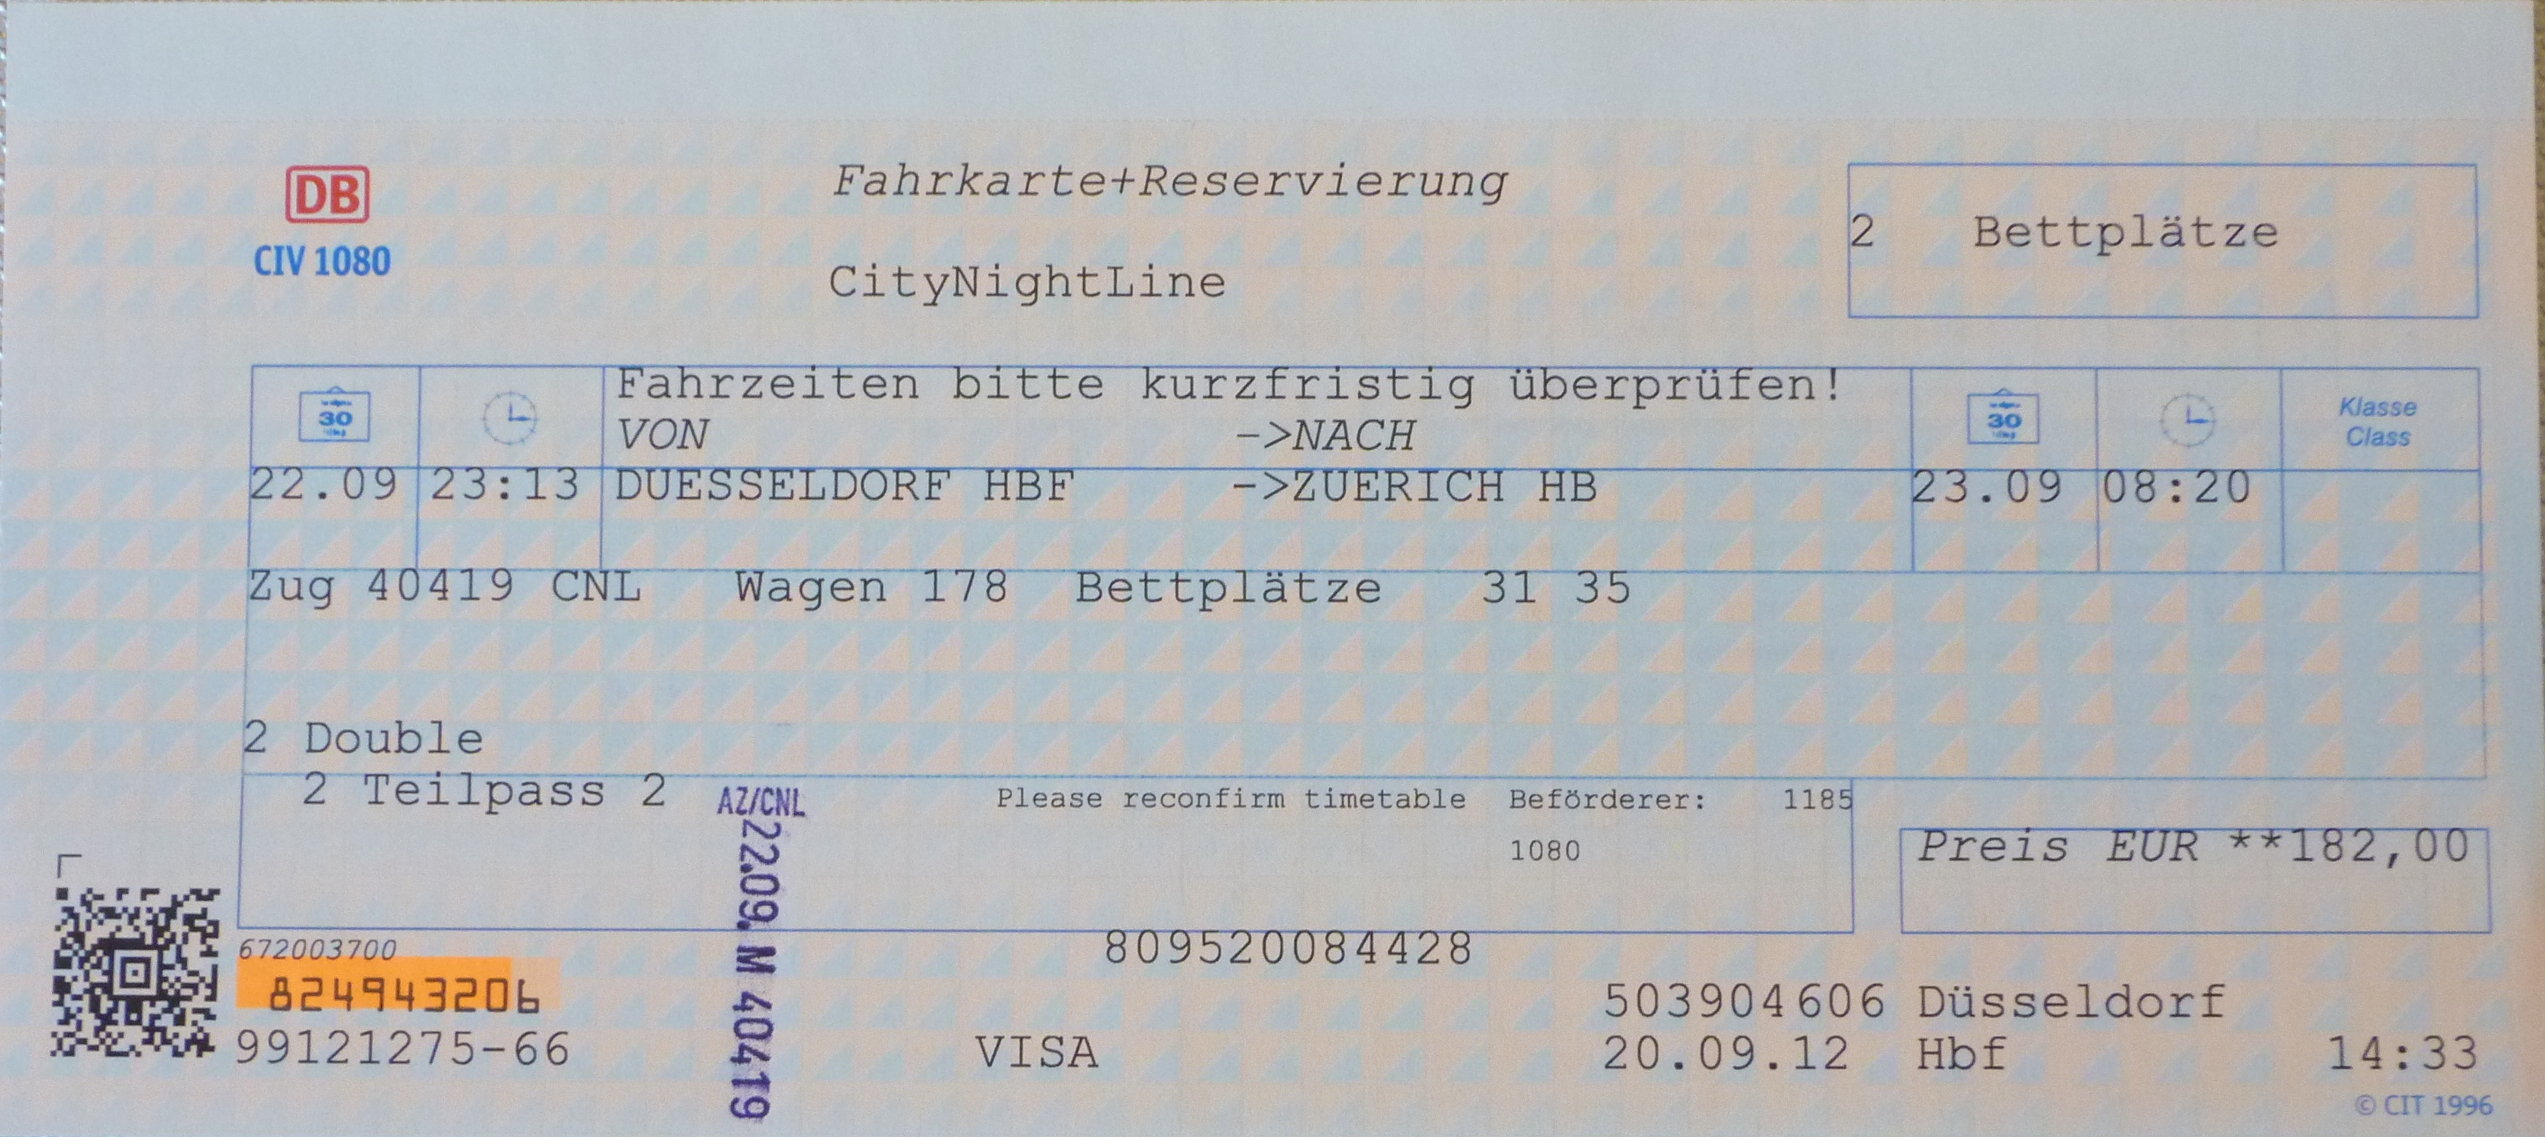 DB
CIV 1080
Fahrkarte+Reservierung
CityNightLine
2 Bettplätze
Fahrzeiten bitte kurzfristig überprüfen!
30
VON ->NACH
30
Klasse
Class
22.09 23:13 DUESSELDORF HBF ->ZUERICH HB 23.09 08:20
Zug 40419 CNL Wagen 178 Bettplätze 31 35
2 Double
2 Teilpass 2
AZ/CNL
22.09. M 40419
Please reconfirm timetable Beförderer: 1185
1080
Preis EUR **182,00
672003700
809520084428
824943206
503904606 Düsseldorf
99121275-66 VISA 20.09.12 Hbf 14:33
© CIT 1996